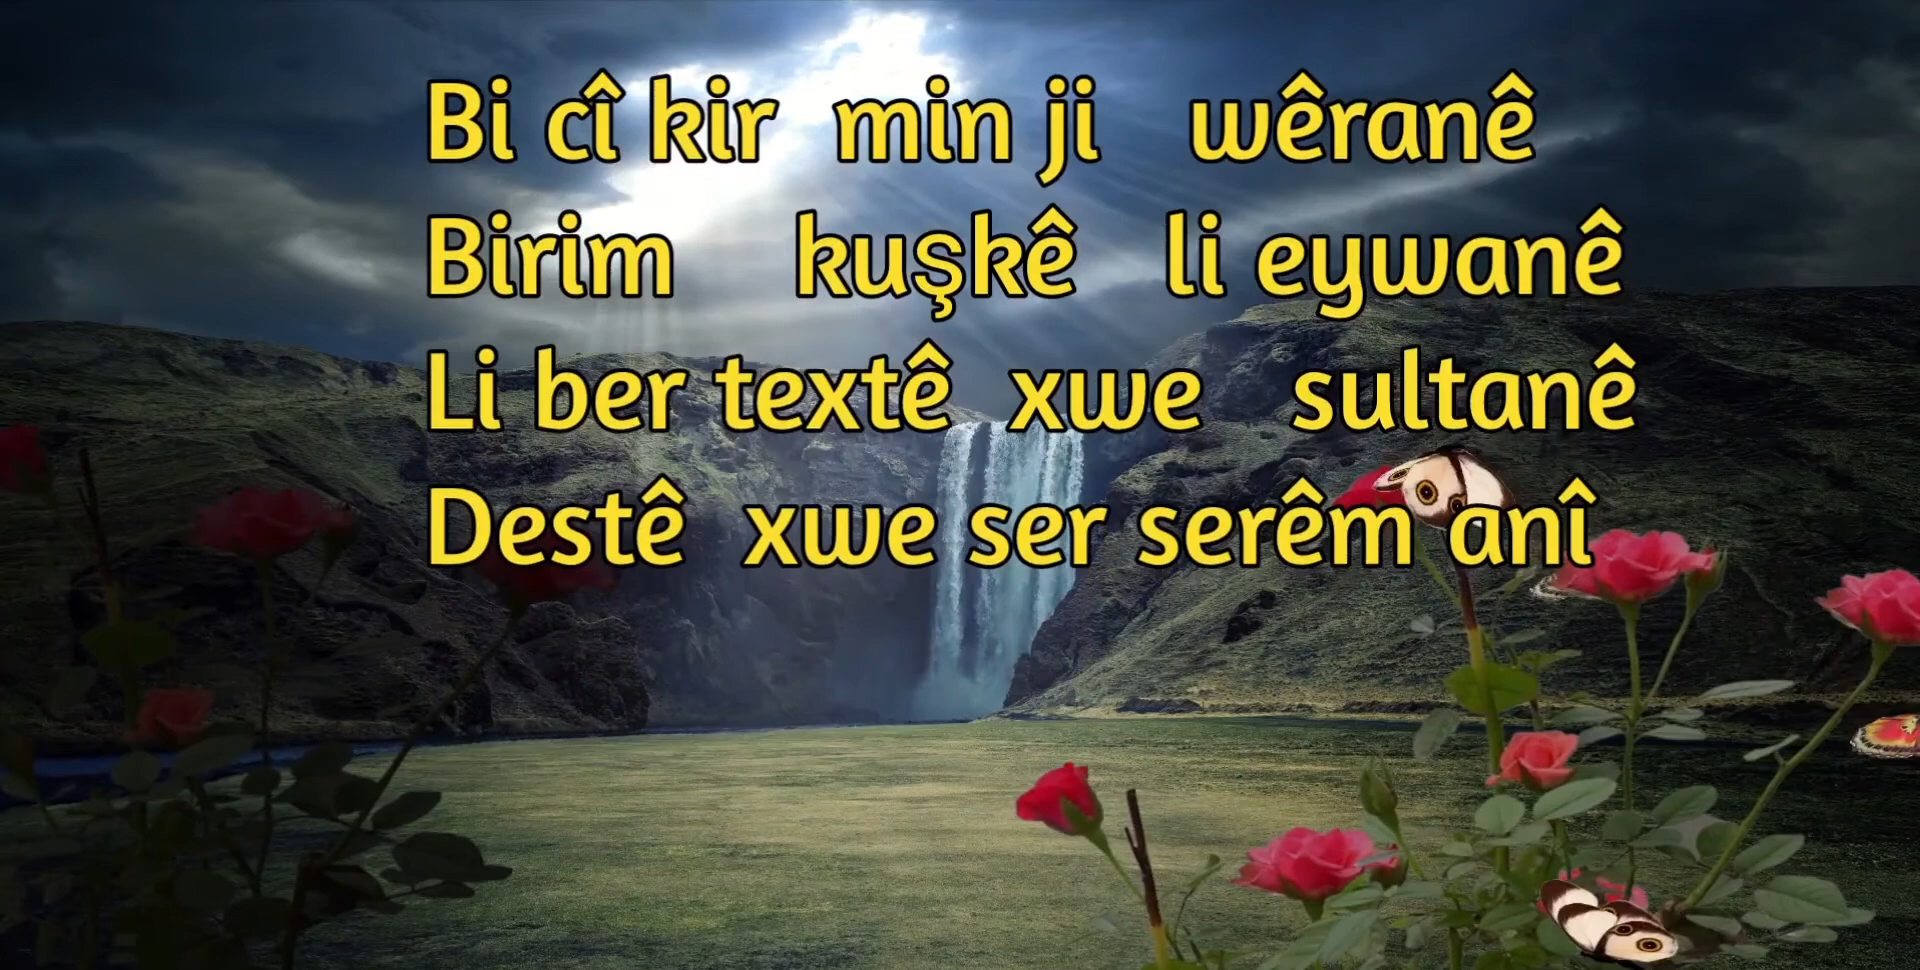 Bi cî kir min ji wêranê
Birim kuşkê li eywanê
Li ber textê xwe sultanê
Destê xwe ser serêm anî